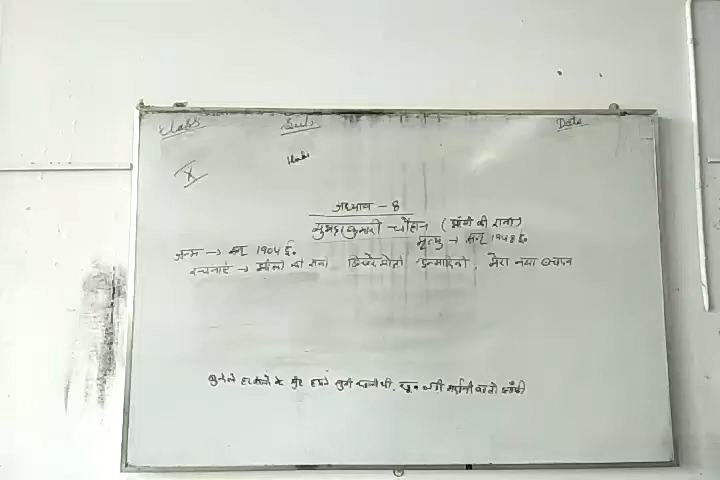 Class Sub Date
Hindi
X
अध्याय - 8
सुभद्रा कुमारी चौहान (झाँसी की रानी)
जन्म → सन् 1904 ई० मृत्यु → सन् 1948 ई०
रचनाएँ → झाँसी की रानी, बिखरे मोती, उन्मादिनी, मेरा नया बचपन
बुन्देले हरबोलो के मुँह हमने सुनी कहानी थी, खूब लड़ी मर्दानी वह तो झाँसी